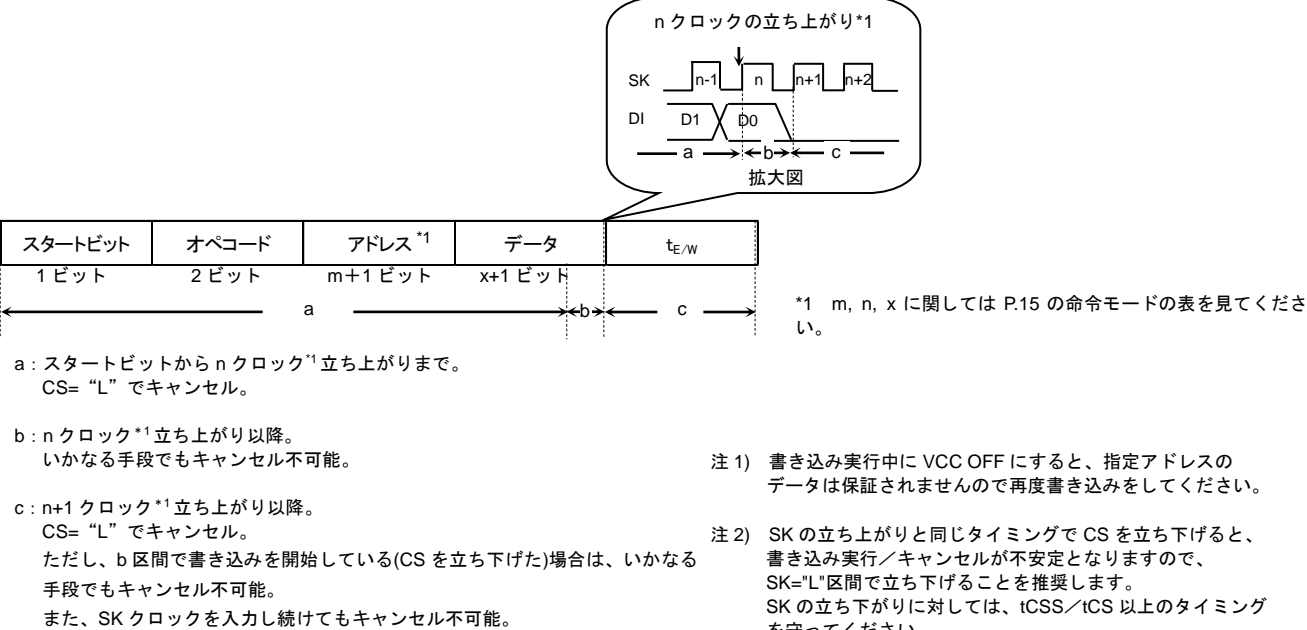 n クロックの立ち上がり*1
SK
n-1
n
n+1
n+2
DI
D1
D0
a
b
c
拡大図
スタートビット
オペコード
アドレス*1
データ
tE/W
1 ビット
2 ビット
m+1 ビット
x+1 ビット
a
b
c
*1 m, n, x に関しては P.15 の命令モードの表を見てくださ
い。
a:スタートビットから n クロック*1 立ち上がりまで。
CS= “L” でキャンセル。
b:n クロック*1 立ち上がり以降。
いかなる手段でもキャンセル不可能。
c:n+1 クロック*1 立ち上がり以降。
CS= “L” でキャンセル。
ただし、b 区間で書き込みを開始している(CS を立ち下げた)場合は、いかなる
手段でもキャンセル不可能。
また、SK クロックを入力し続けてもキャンセル不可能。
注 1) 書き込み実行中に VCC OFF にすると、指定アドレスの
データは保証されませんので再度書き込みをしてください。
注 2) SK の立ち上がりと同じタイミングで CS を立ち下げると、
書き込み実行/キャンセルが不安定となりますので、
SK="L"区間で立ち下げることを推奨します。
SK の立ち下がりに対しては、tCSS/tCS 以上のタイミング
を守ってください。